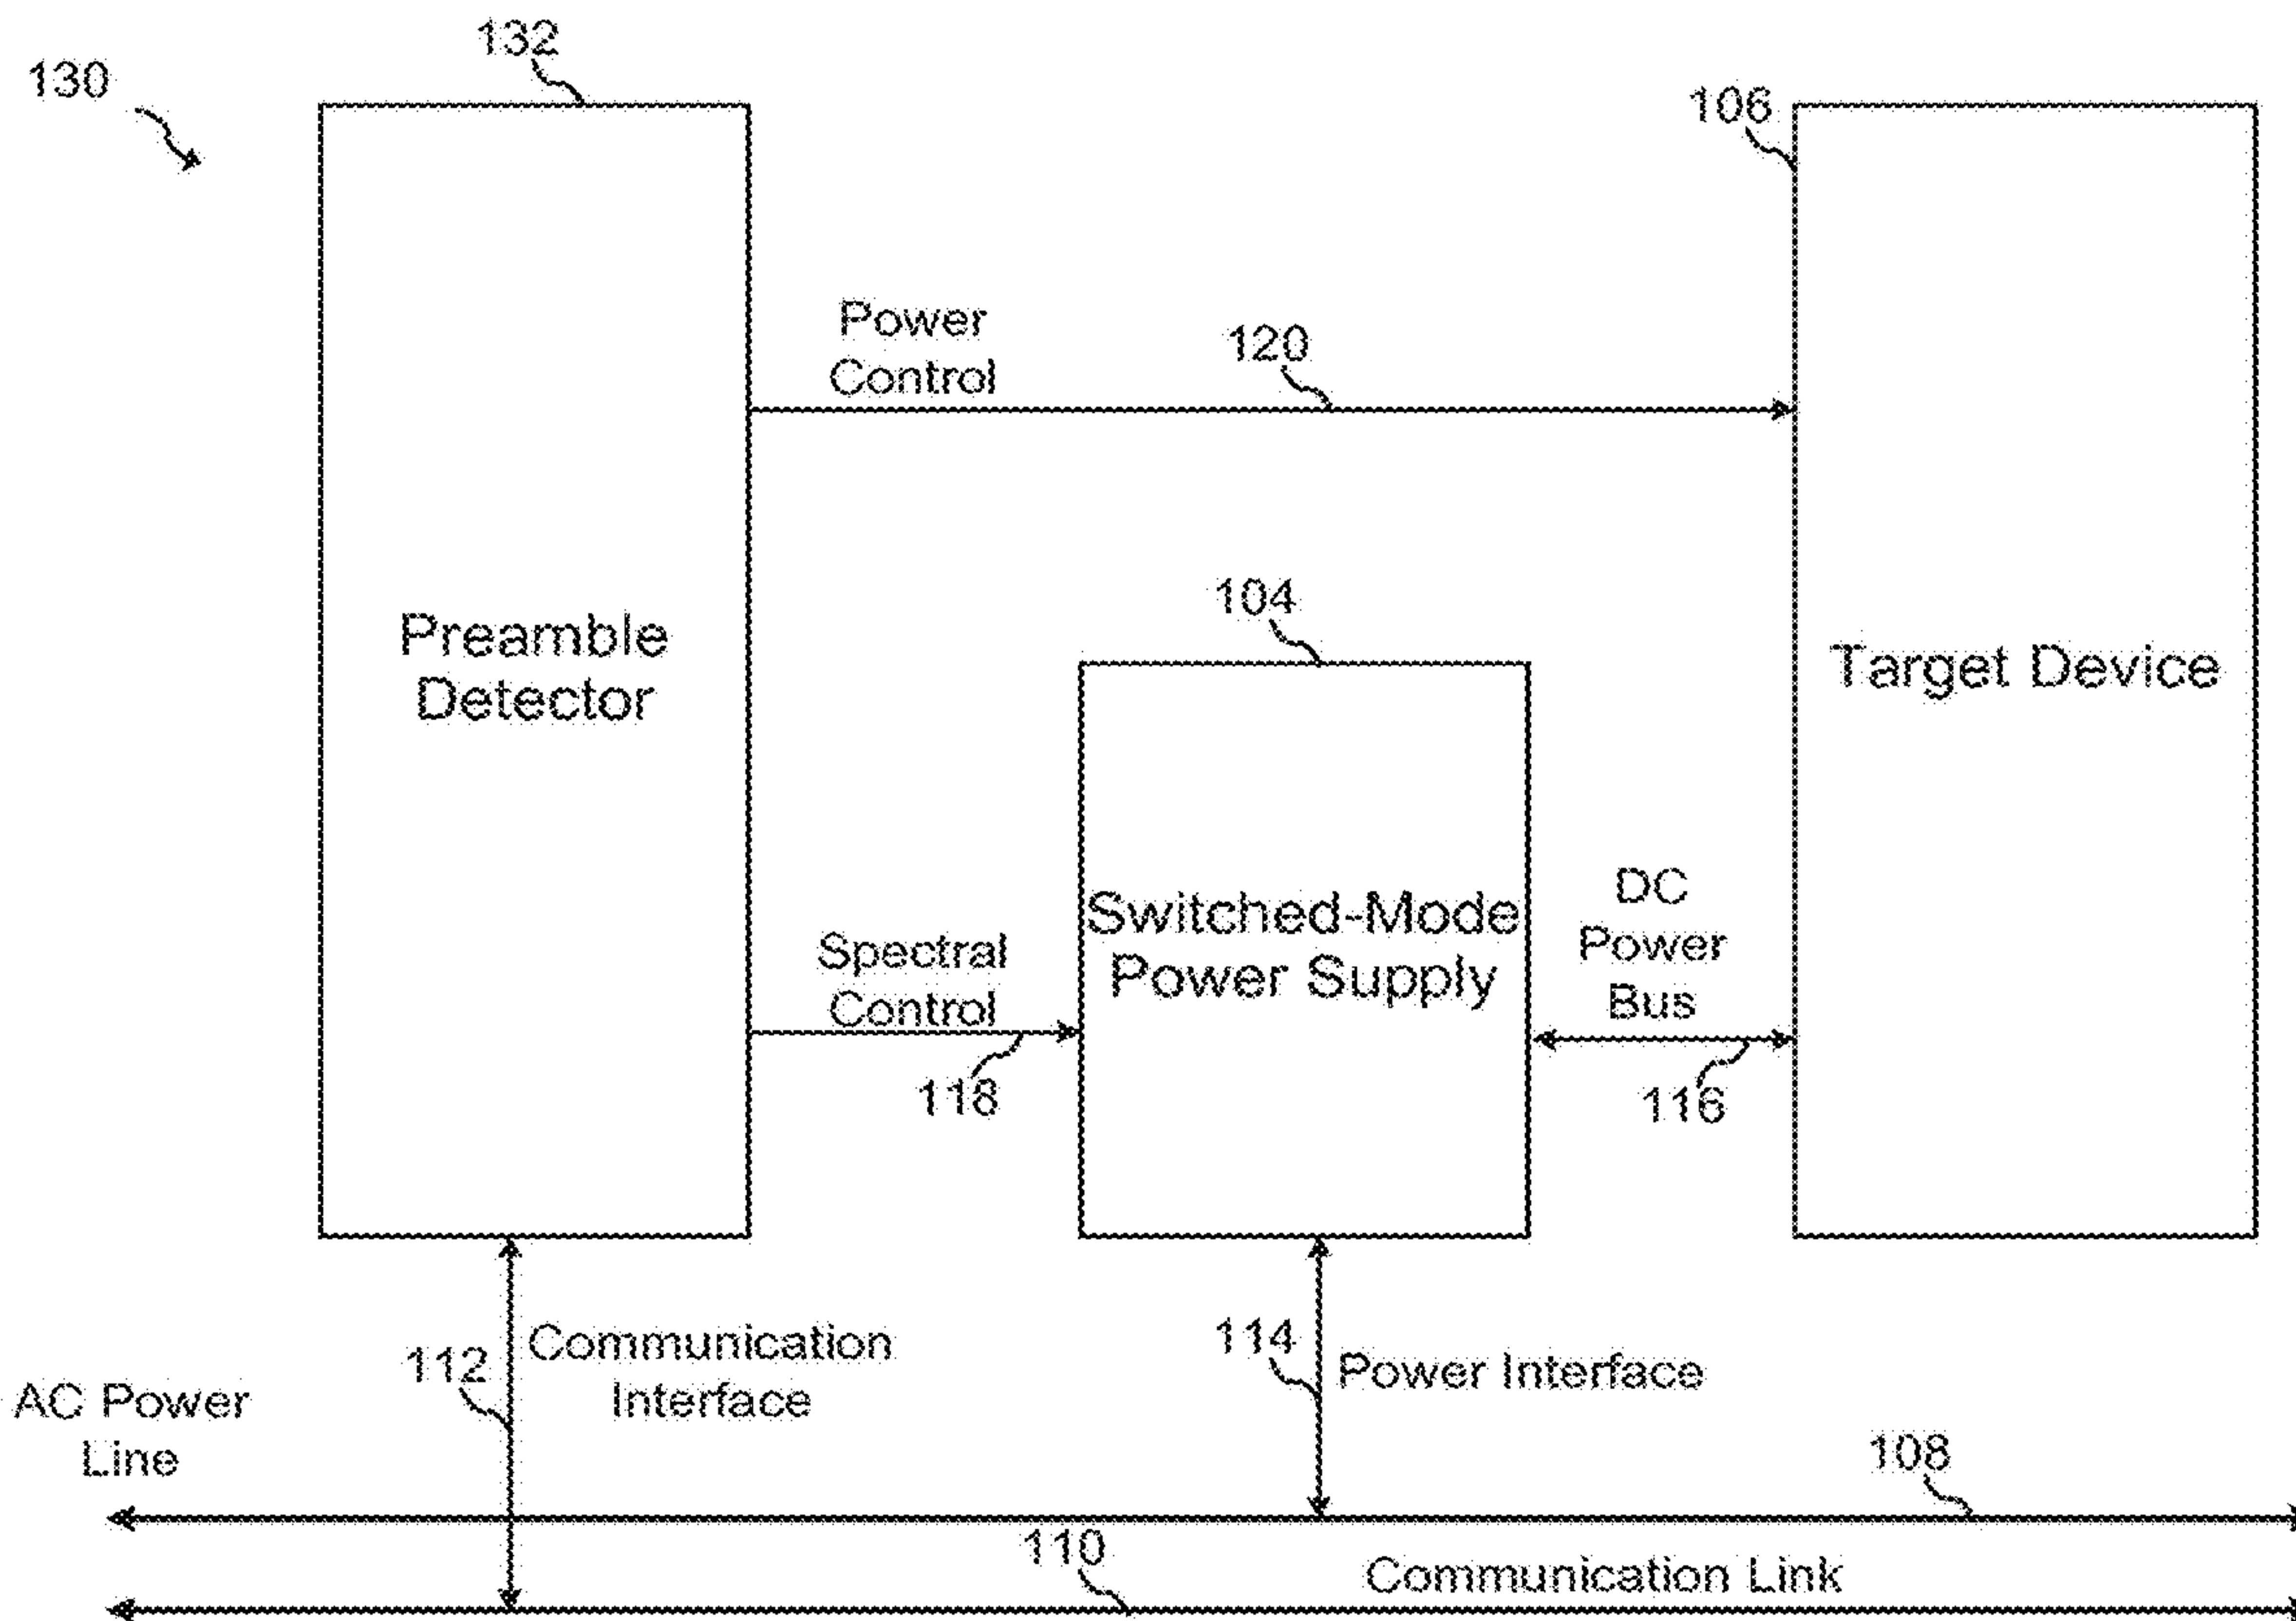 132
130
106
Power
Control
120
104
Preamble
Detector
Target Device
Switched-Mode
Power Supply
DC
Power
Bus
Spectral
Control
118
116
Communication
Interface
112
114
Power Interface
AC Power
Line
108
110
Communication Link